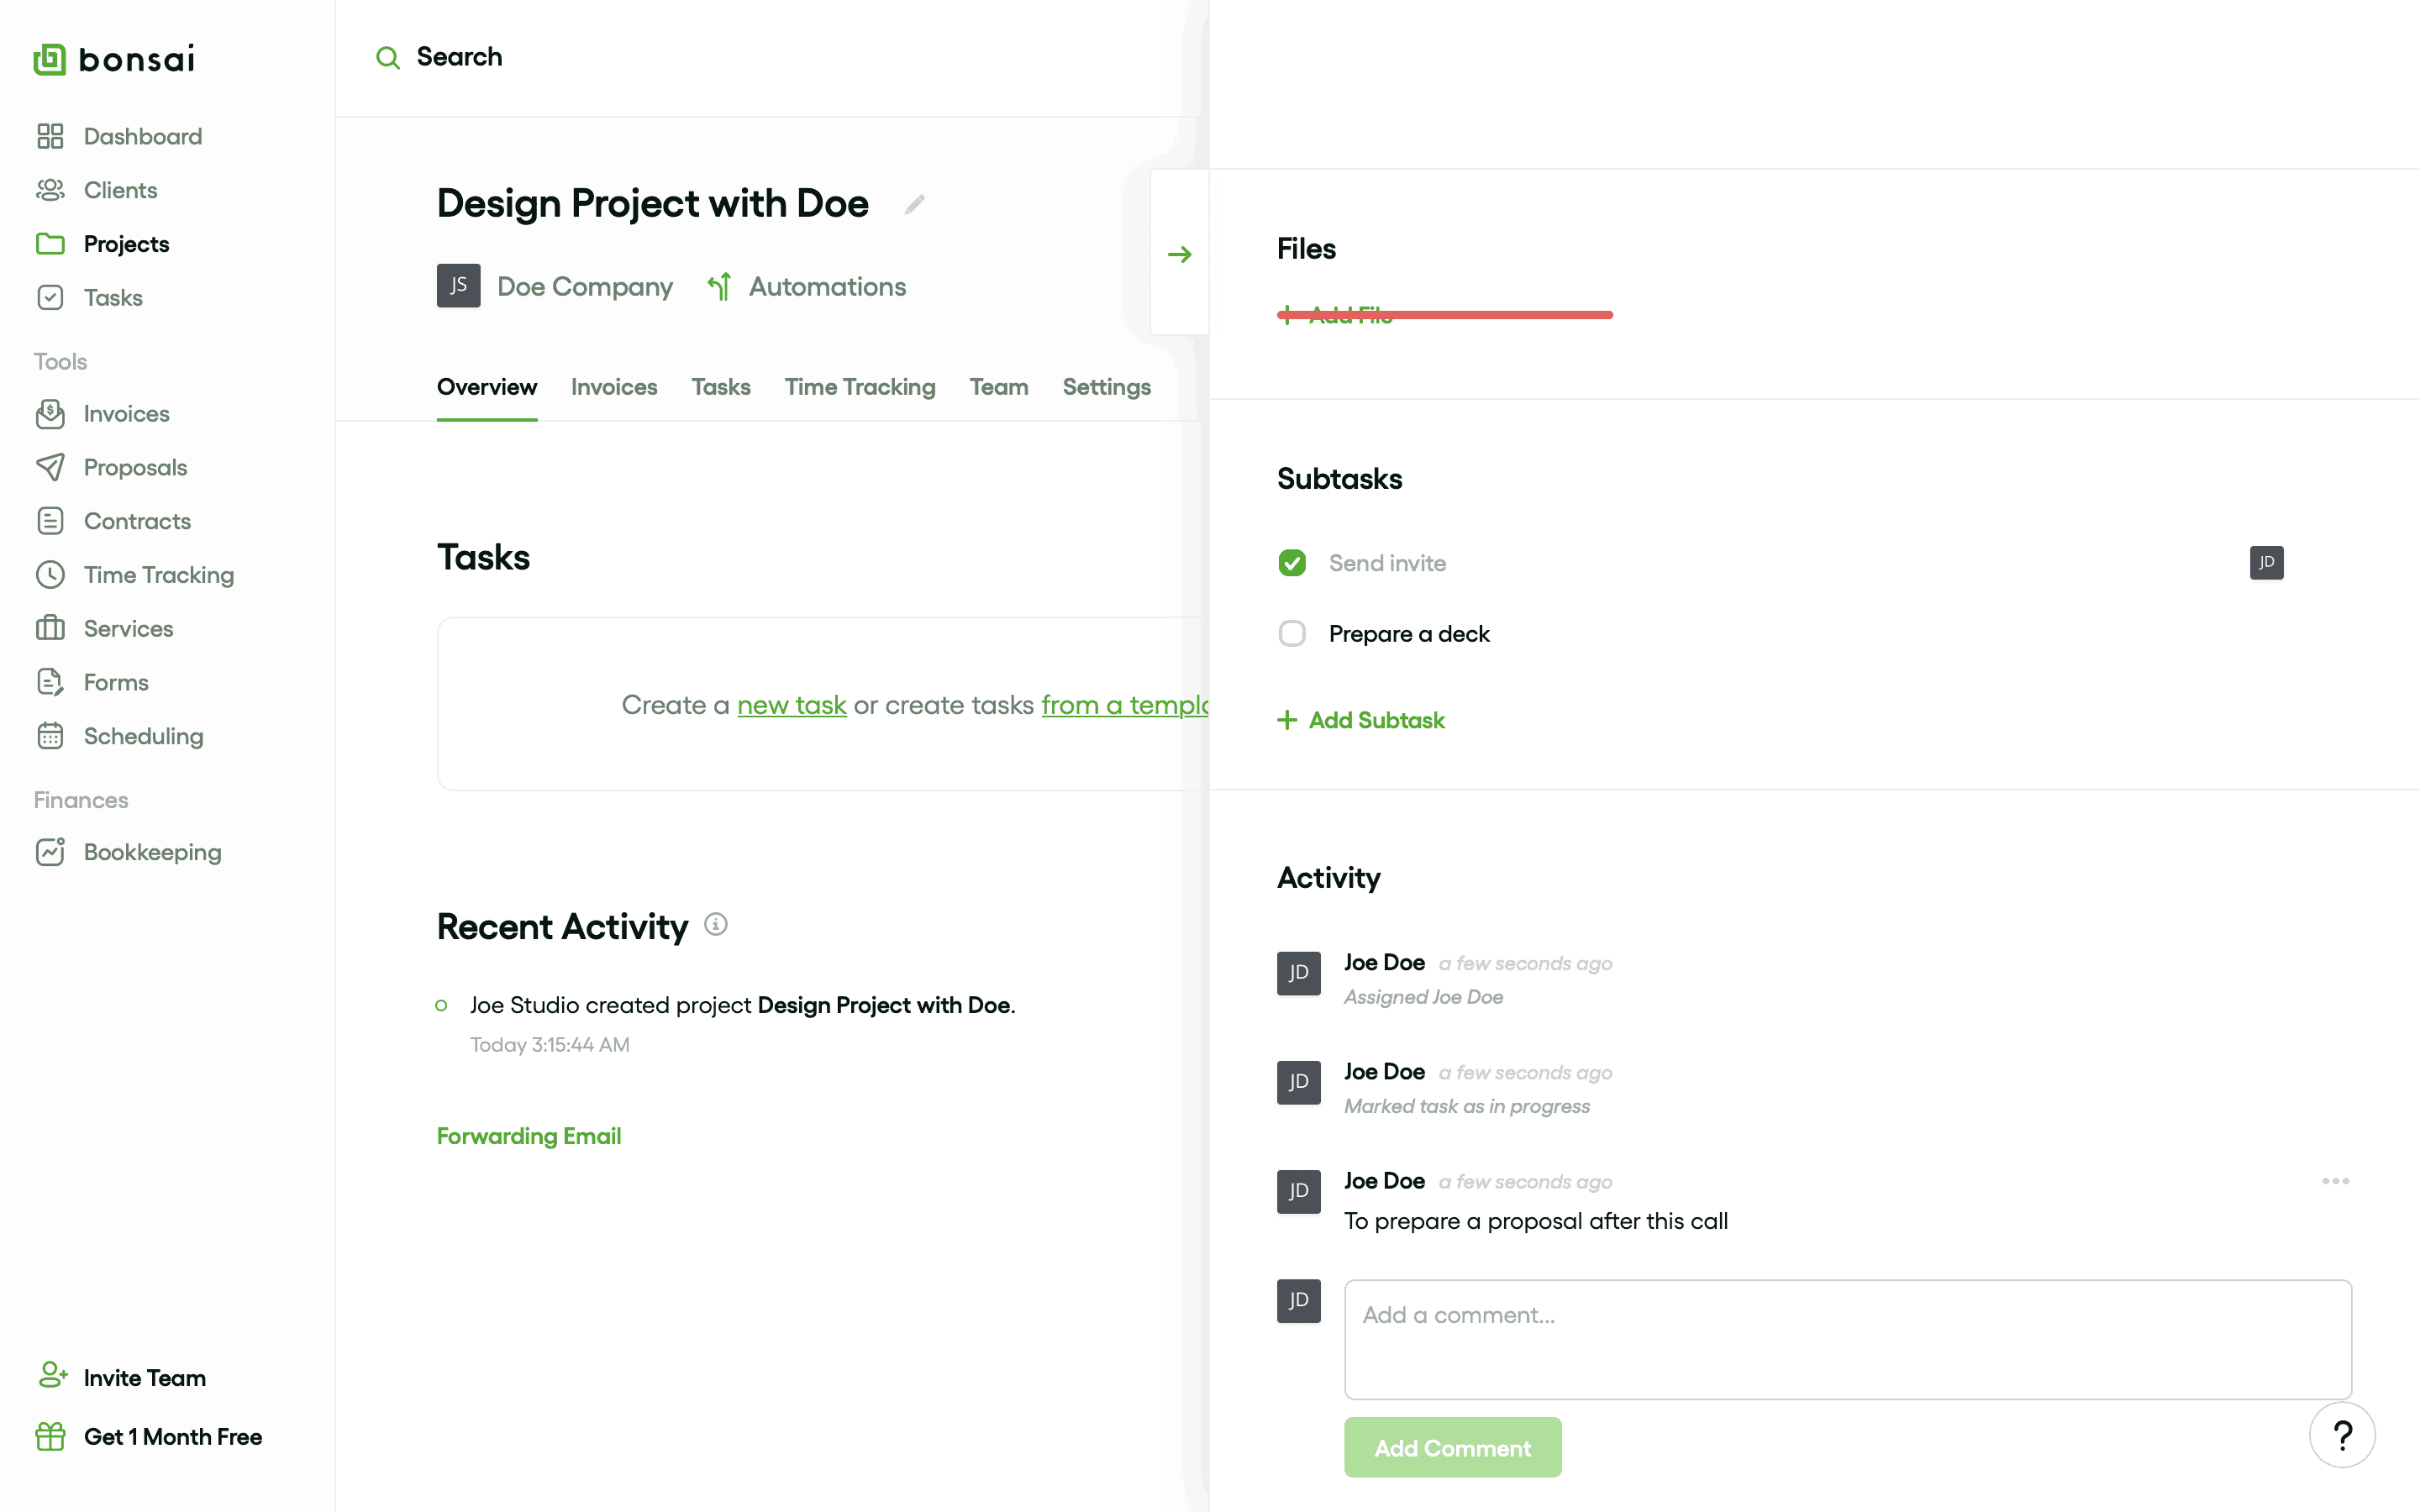 bonsai
Dashboard
Clients
Projects
Tasks
Tools
Invoices
Proposals
Contracts
Time Tracking
Services
Forms
Scheduling
Finances
Bookkeeping
Invite Team
Get 1 Month Free
Search
Design Project with Doe
JS Doe Company Automations
Overview Invoices Tasks Time Tracking Team Settings
Tasks
Create a new task or create tasks from a templa
Recent Activity
Joe Studio created project Design Project with Doe.
Today 3:15:44 AM
Forwarding Email
Files
+ Add File
Subtasks
Send invite JD
Prepare a deck
+ Add Subtask
Activity
JD Joe Doe a few seconds ago
Assigned Joe Doe
JD Joe Doe a few seconds ago
Marked task as in progress
JD Joe Doe a few seconds ago
To prepare a proposal after this call
JD Add a comment...
Add Comment
?